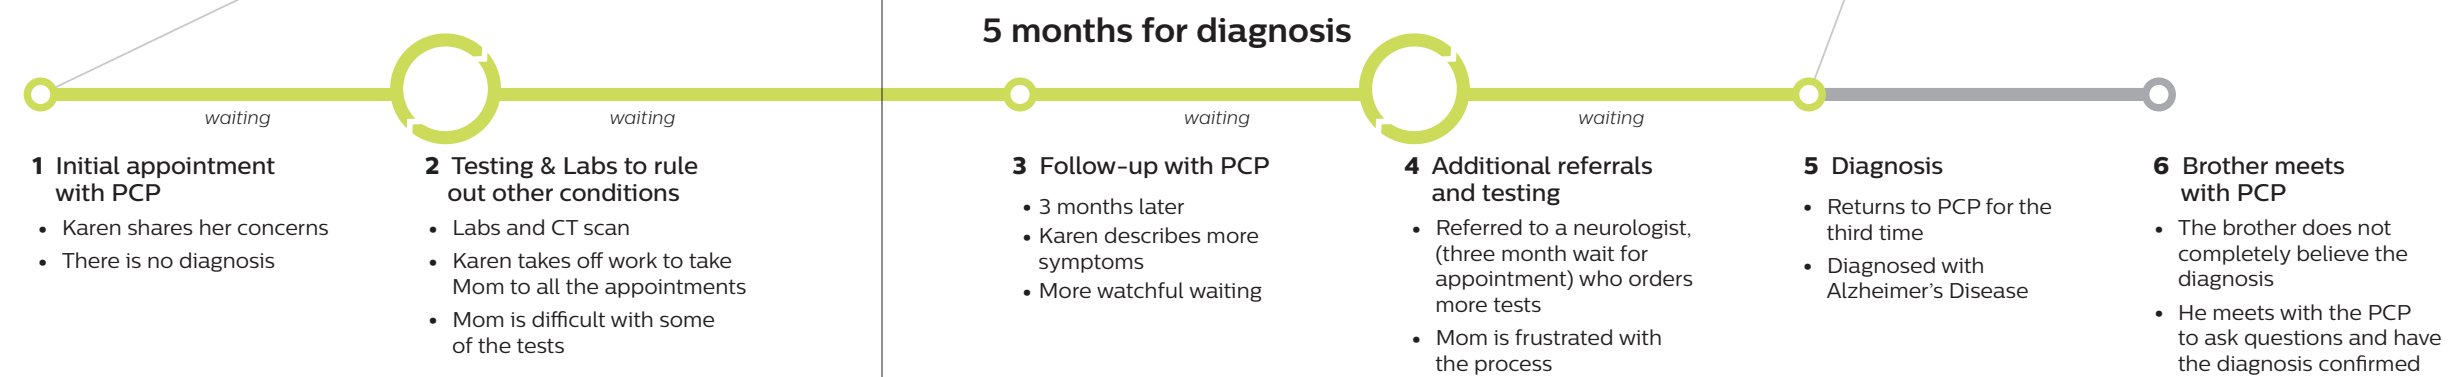 5 months for diagnosis
waiting
waiting
waiting
waiting
1 Initial appointment
with PCP
• Karen shares her concerns
• There is no diagnosis
2 Testing & Labs to rule
out other conditions
• Labs and CT scan
• Karen takes off work to take
Mom to all the appointments
• Mom is difficult with some
of the tests
3 Follow-up with PCP
• 3 months later
• Karen describes more
symptoms
• More watchful waiting
4 Additional referrals
and testing
• Referred to a neurologist,
(three month wait for
appointment) who orders
more tests
• Mom is frustrated with
the process
5 Diagnosis
• Returns to PCP for the
third time
• Diagnosed with
Alzheimer’s Disease
6 Brother meets
with PCP
• The brother does not
completely believe the
diagnosis
• He meets with the PCP
to ask questions and have
the diagnosis confirmed